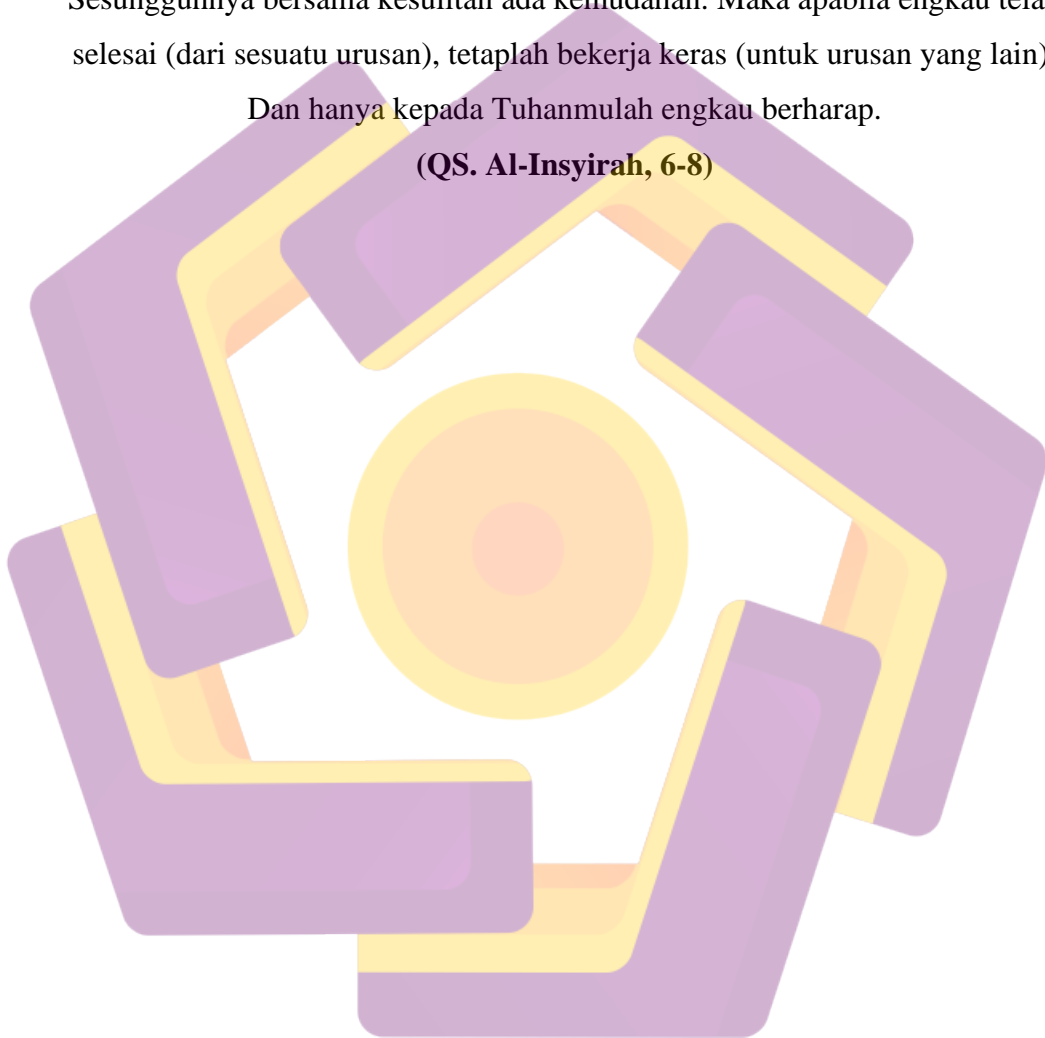 Sesungguhnya bersama kesulitan ada kemudahan. Maka apabila engkau tela
selesai (dari sesuatu urusan), tetaplah bekerja keras (untuk urusan yang lain)
Dan hanya kepada Tuhanmulah engkau berharap.
(QS. Al-Insyirah, 6-8)